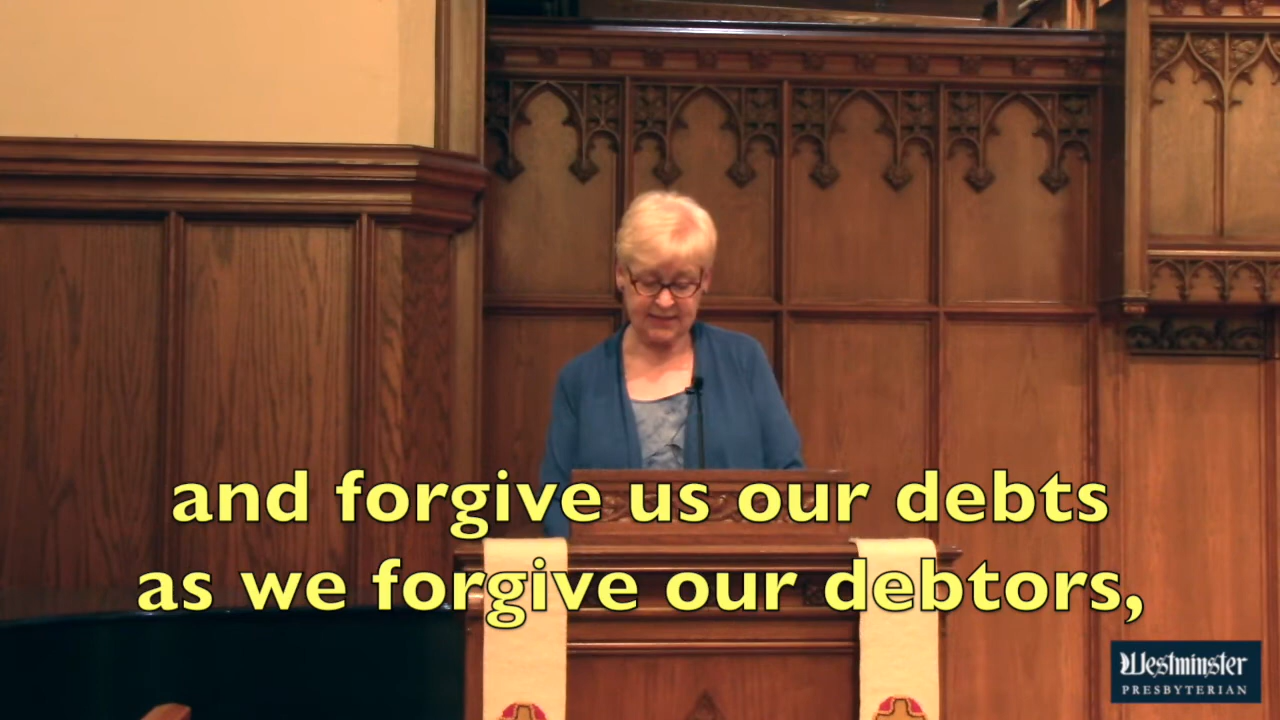 and forgive us our debts
as we forgive our debtors,
Westminster
PRESBYTERIAN